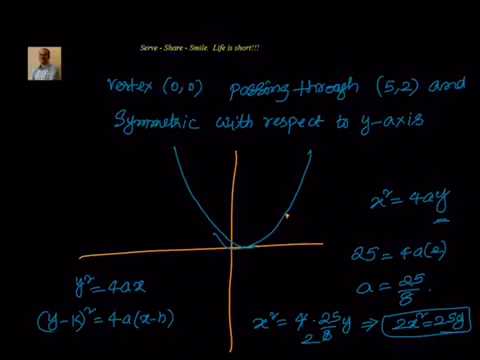 Serve - Share - Smile. Life is short!!!
vertex (0,0) passing through (5,2) and
symmetric with respect to y-axis
x² = 4ay
25 = 4a(2)
a = 25/8.
y² = 4ax
(y-k)² = 4a(x-h)
x² = 4 · 25/8 y ⇒ 2x² = 25y
2